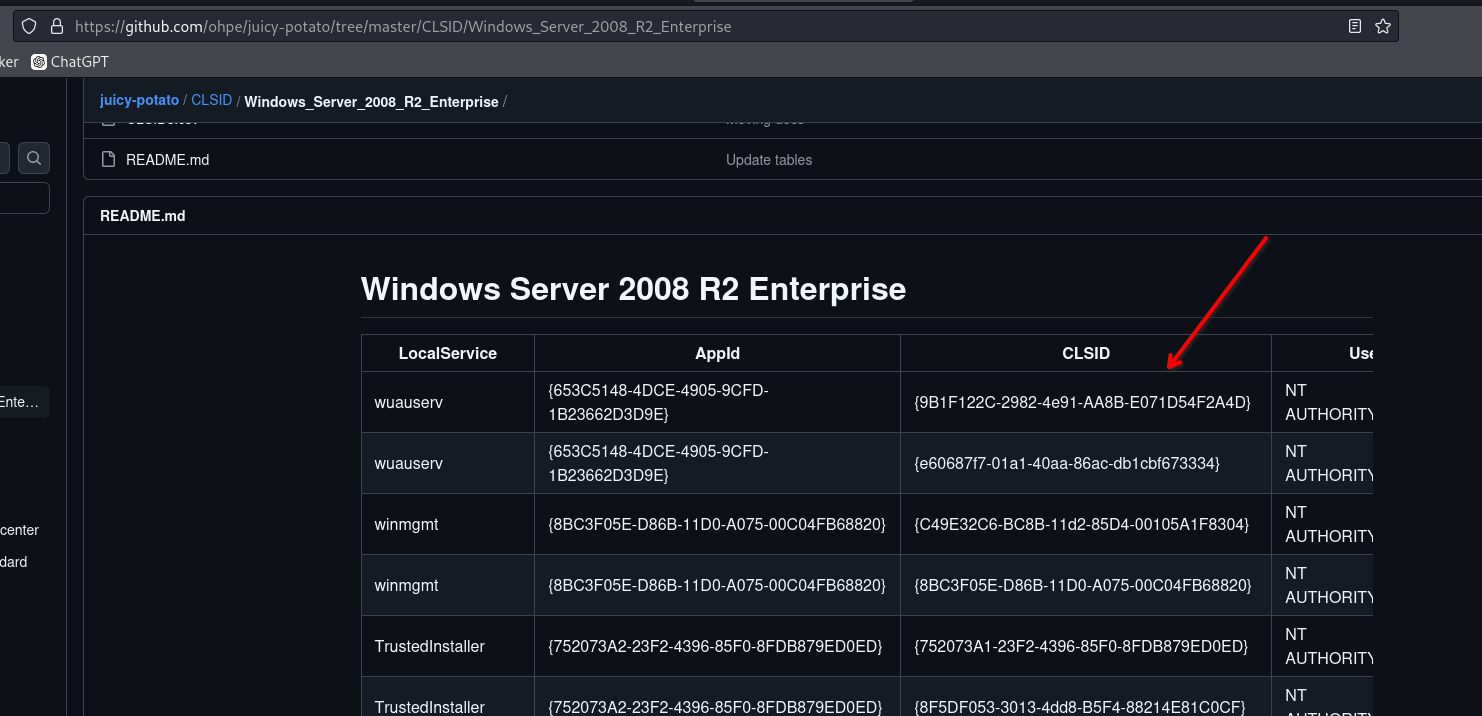 https://github.com/ohpe/juicy-potato/tree/master/CLSID/Windows_Server_2008_R2_Enterprise
ker ChatGPT
juicy-potato / CLSID / Windows_Server_2008_R2_Enterprise /
README.md Update tables
README.md
Windows Server 2008 R2 Enterprise
LocalService AppId CLSID Use
wuauserv {653C5148-4DCE-4905-9CFD-1B23662D3D9E} {9B1F122C-2982-4e91-AA8B-E071D54F2A4D} NT AUTHORITY
wuauserv {653C5148-4DCE-4905-9CFD-1B23662D3D9E} {e60687f7-01a1-40aa-86ac-db1cbf673334} NT AUTHORITY
winmgmt {8BC3F05E-D86B-11D0-A075-00C04FB68820} {C49E32C6-BC8B-11d2-85D4-00105A1F8304} NT AUTHORITY
winmgmt {8BC3F05E-D86B-11D0-A075-00C04FB68820} {8BC3F05E-D86B-11D0-A075-00C04FB68820} NT AUTHORITY
TrustedInstaller {752073A2-23F2-4396-85F0-8FDB879ED0ED} {752073A1-23F2-4396-85F0-8FDB879ED0ED} NT AUTHORITY
TrustedInstaller {752073A2-23F2-4396-85F0-8FDB879ED0ED} {8F5DF053-3013-4dd8-B5F4-88214E81C0CF} NT
Ente...
center
dard